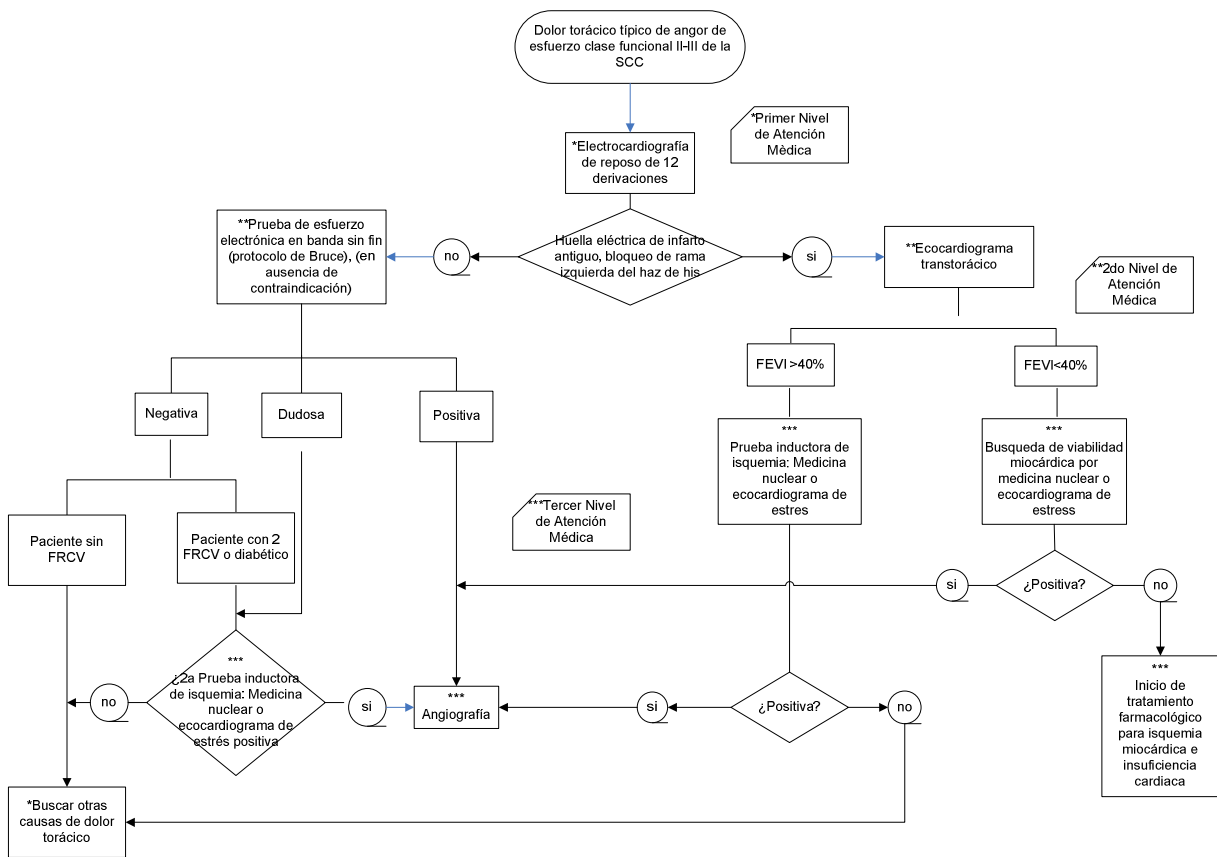 Dolor torácico típico de angor de
esfuerzo clase funcional II-III de la
SCC
*Primer Nivel
de Atención
Mèdica
*Electrocardiografía
de reposo de 12
derivaciones
**Prueba de esfuerzo
electrónica en banda sin fin
(protocolo de Bruce), (en
ausencia de
contraindicación)
no
Huella eléctrica de infarto
antiguo, bloqueo de rama
izquierda del haz de his
si
**Ecocardiograma
transtorácico
**2do Nivel de
Atención
Médica
FEVI >40%
FEVI<40%
Negativa
Dudosa
Positiva
***
Prueba inductora de
isquemia: Medicina
nuclear o
ecocardiograma de
estres
***
Busqueda de viabilidad
miocárdica por
medicina nuclear o
ecocardiograma de
estress
***Tercer Nivel
de Atención
Médica
Paciente sin
FRCV
Paciente con 2
FRCV o diabético
si
¿Positiva?
no
***
¿2a Prueba inductora
de isquemia: Medicina
nuclear o
ecocardiograma de
estrés positiva
no
si
***
Angiografía
si
¿Positiva?
no
***
Inicio de
tratamiento
farmacológico
para isquemia
miocárdica e
insuficiencia
cardiaca
*Buscar otras
causas de dolor
torácico